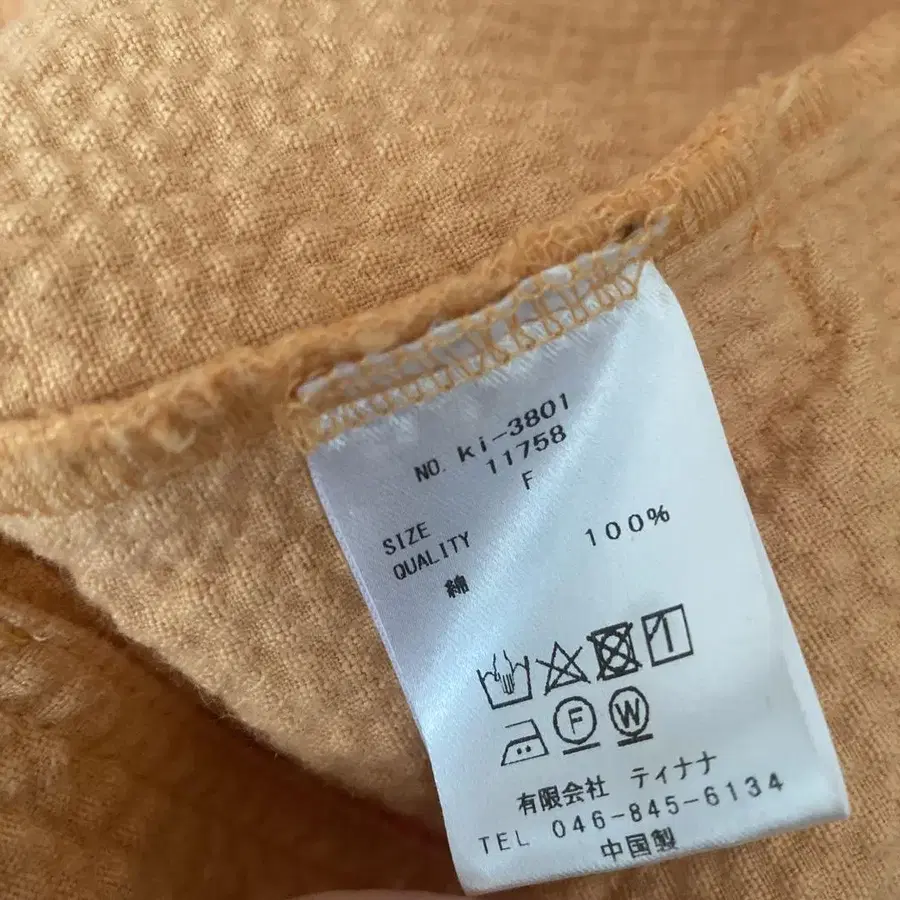 NO. ki-3801
11758
SIZE F
QUALITY
綿 100%
F W
有限会社 ティナナ
TEL 046-845-6134
中国製